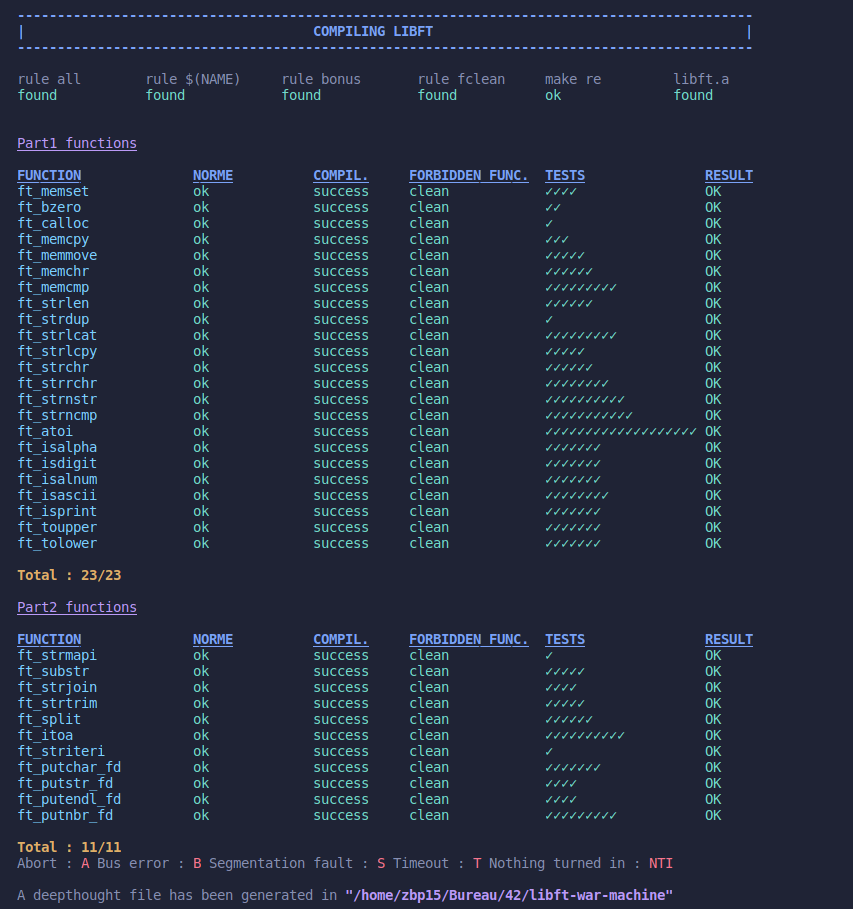 --------------------------------------------------------------------------------------------
| COMPILING LIBFT |
--------------------------------------------------------------------------------------------
rule all rule $(NAME) rule bonus rule fclean make re libft.a
found found found found ok found
Part1 functions
FUNCTION NORME COMPIL. FORBIDDEN FUNC. TESTS RESULT
ft_memset ok success clean ✓✓✓✓ OK
ft_bzero ok success clean ✓✓ OK
ft_calloc ok success clean ✓ OK
ft_memcpy ok success clean ✓✓✓ OK
ft_memmove ok success clean ✓✓✓✓✓ OK
ft_memchr ok success clean ✓✓✓✓✓✓ OK
ft_memcmp ok success clean ✓✓✓✓✓✓✓✓✓ OK
ft_strlen ok success clean ✓✓✓✓✓✓ OK
ft_strdup ok success clean ✓ OK
ft_strlcat ok success clean ✓✓✓✓✓✓✓✓✓ OK
ft_strlcpy ok success clean ✓✓✓✓✓ OK
ft_strchr ok success clean ✓✓✓✓✓✓ OK
ft_strrchr ok success clean ✓✓✓✓✓✓✓✓ OK
ft_strnstr ok success clean ✓✓✓✓✓✓✓✓✓✓ OK
ft_strncmp ok success clean ✓✓✓✓✓✓✓✓✓✓✓ OK
ft_atoi ok success clean ✓✓✓✓✓✓✓✓✓✓✓✓✓✓✓✓✓✓✓ OK
ft_isalpha ok success clean ✓✓✓✓✓✓✓ OK
ft_isdigit ok success clean ✓✓✓✓✓✓✓ OK
ft_isalnum ok success clean ✓✓✓✓✓✓✓ OK
ft_isascii ok success clean ✓✓✓✓✓✓✓✓ OK
ft_isprint ok success clean ✓✓✓✓✓✓✓ OK
ft_toupper ok success clean ✓✓✓✓✓✓✓ OK
ft_tolower ok success clean ✓✓✓✓✓✓✓ OK
Total : 23/23
Part2 functions
FUNCTION NORME COMPIL. FORBIDDEN FUNC. TESTS RESULT
ft_strmapi ok success clean ✓ OK
ft_substr ok success clean ✓✓✓✓✓ OK
ft_strjoin ok success clean ✓✓✓✓ OK
ft_strtrim ok success clean ✓✓✓✓✓ OK
ft_split ok success clean ✓✓✓✓✓✓ OK
ft_itoa ok success clean ✓✓✓✓✓✓✓✓✓✓ OK
ft_striteri ok success clean ✓ OK
ft_putchar_fd ok success clean ✓✓✓✓✓✓✓ OK
ft_putstr_fd ok success clean ✓✓✓✓ OK
ft_putendl_fd ok success clean ✓✓✓✓ OK
ft_putnbr_fd ok success clean ✓✓✓✓✓✓✓✓✓ OK
Total : 11/11
Abort : A Bus error : B Segmentation fault : S Timeout : T Nothing turned in : NTI
A deepthought file has been generated in "/home/zbp15/Bureau/42/libft-war-machine"